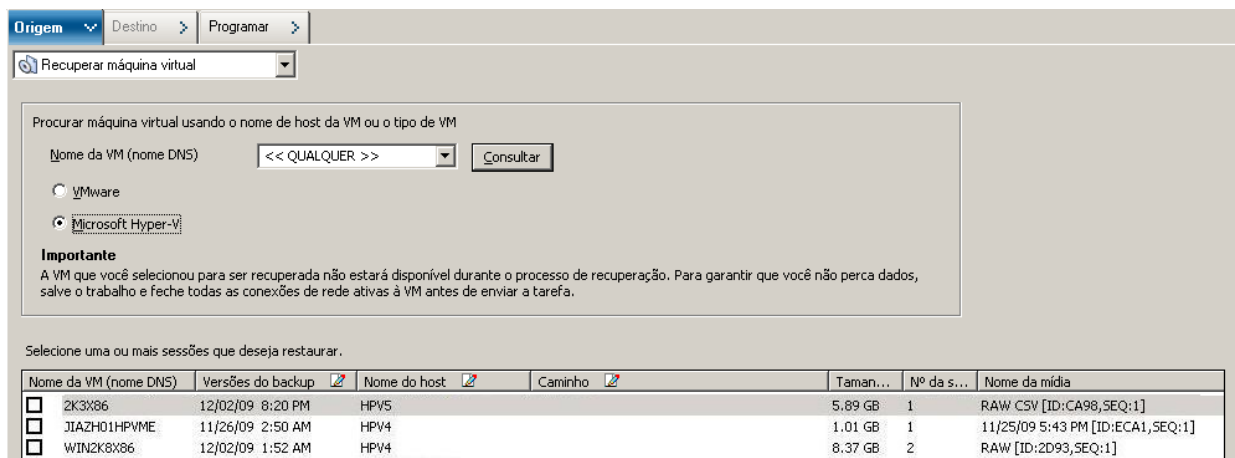 Origem Destino Programar
Recuperar máquina virtual
Procurar máquina virtual usando o nome de host da VM ou o tipo de VM
Nome da VM (nome DNS) << QUALQUER >> Consultar
VMware
Microsoft Hyper-V
Importante
A VM que você selecionou para ser recuperada não estará disponível durante o processo de recuperação. Para garantir que você não perca dados,
salve o trabalho e feche todas as conexões de rede ativas à VM antes de enviar a tarefa.
Selecione uma ou mais sessões que deseja restaurar.
Nome da VM (nome DNS) Versões do backup Nome do host Caminho Taman... Nº da s... Nome da mídia
2K3X86 12/02/09 8:20 PM HPV5 5.89 GB 1 RAW CSV [ID:CA98,SEQ:1]
JIAZH01HPVME 11/26/09 2:50 AM HPV4 1.01 GB 1 11/25/09 5:43 PM [ID:ECA1,SEQ:1]
WIN2K8X86 12/02/09 1:52 AM HPV4 8.37 GB 2 RAW [ID:2D93,SEQ:1]